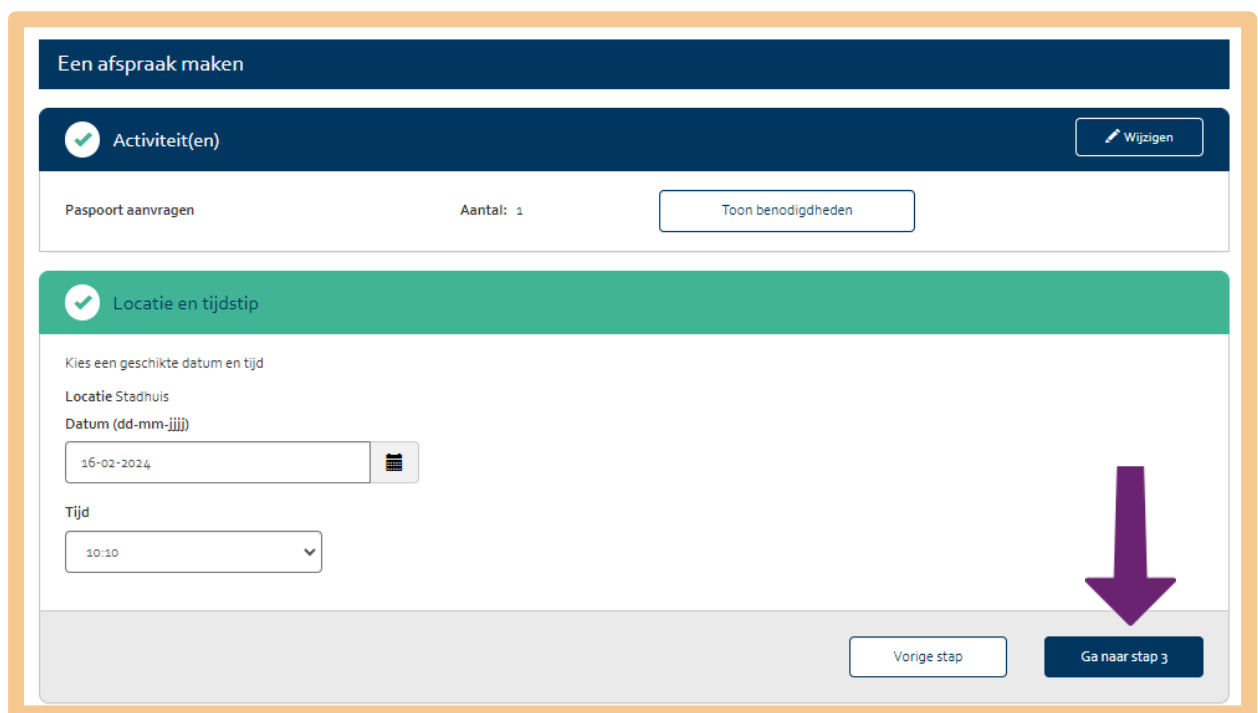 Een afspraak maken
Activiteit(en)
Wijzigen
Paspoort aanvragen Aantal: 1 Toon benodigdheden
Locatie en tijdstip
Kies een geschikte datum en tijd
Locatie Stadhuis
Datum (dd-mm-jjjj)
16-02-2024
Tijd
10:10
Vorige stap Ga naar stap 3